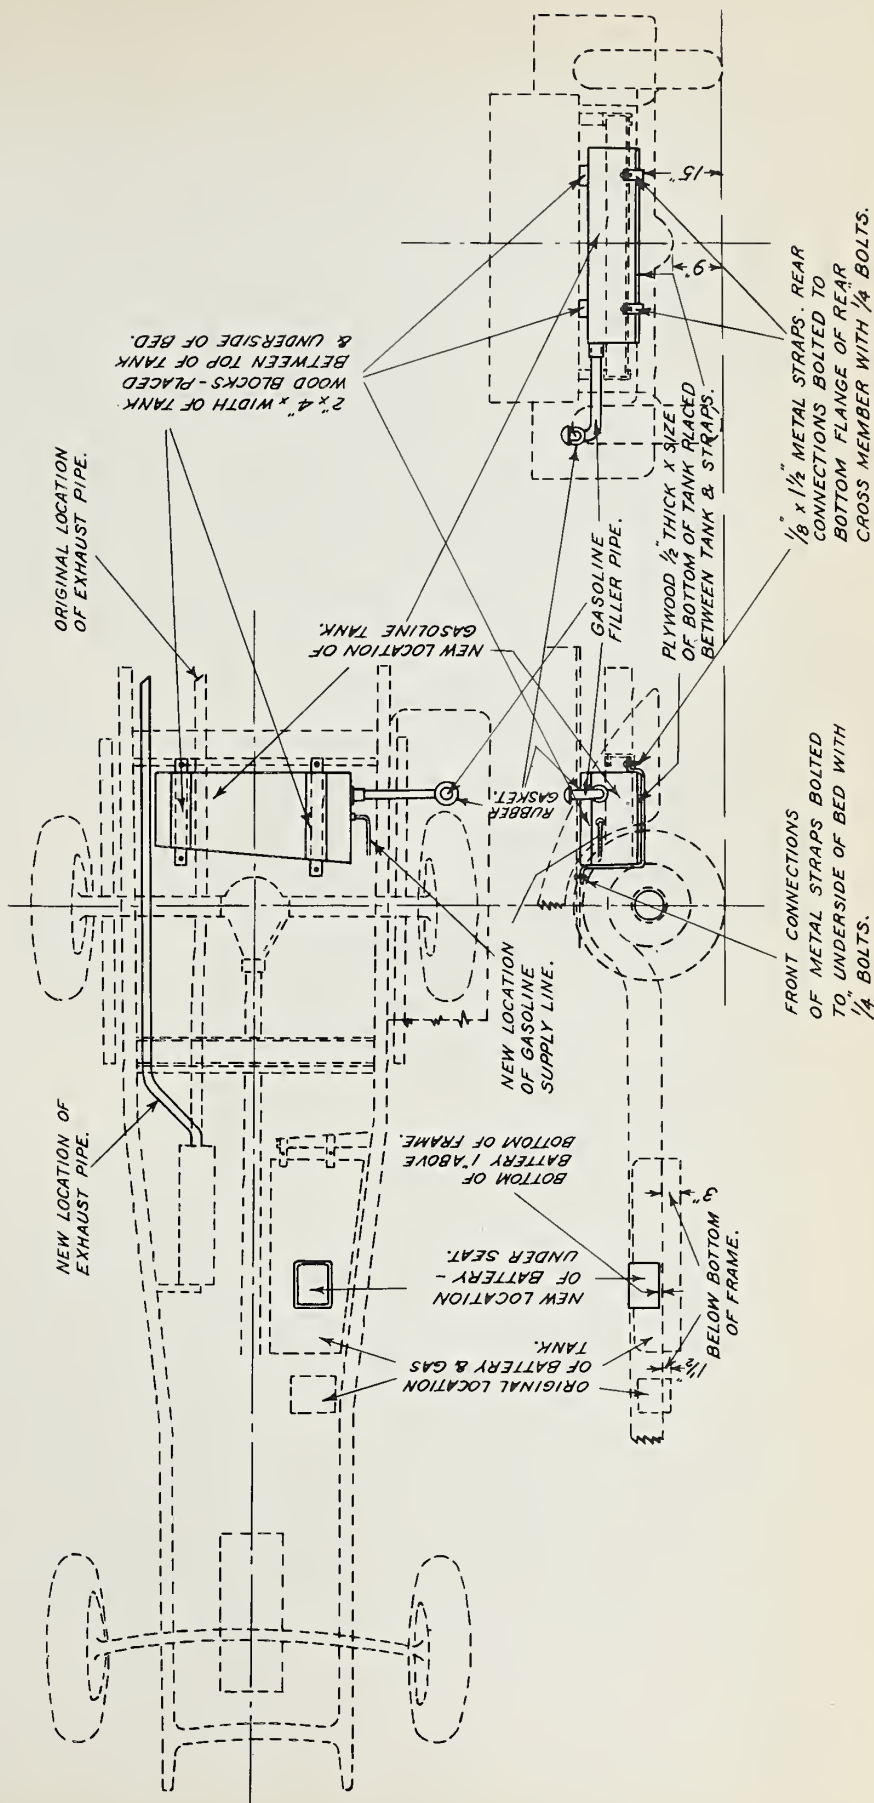 ORIGINAL LOCATION
OF EXHAUST PIPE.
2" x 4" x WIDTH OF TANK
WOOD BLOCKS - PLACED
BETWEEN TOP OF TANK
& UNDERSIDE OF BED.
NEW LOCATION OF
EXHAUST PIPE.
NEW LOCATION OF
GASOLINE TANK.
RUBBER
GASKET.
GASOLINE
FILLER PIPE.
15"
9"
PLYWOOD 1/2" THICK X SIZE
OF BOTTOM OF TANK PLACED
BETWEEN TANK & STRAPS.
1/8" x 1 1/2" METAL STRAPS. REAR
CONNECTIONS BOLTED TO
BOTTOM FLANGE OF REAR
CROSS MEMBER WITH 1/4" BOLTS.
NEW LOCATION
OF GASOLINE
SUPPLY LINE.
FRONT CONNECTIONS
OF METAL STRAPS BOLTED
TO UNDERSIDE OF BED WITH
1/4" BOLTS.
BOTTOM OF
BATTERY 1" ABOVE
BOTTOM OF FRAME.
NEW LOCATION
OF BATTERY -
UNDER SEAT.
ORIGINAL LOCATION
OF BATTERY & GAS
TANK.
3"
1 1/2"
BELOW BOTTOM
OF FRAME.